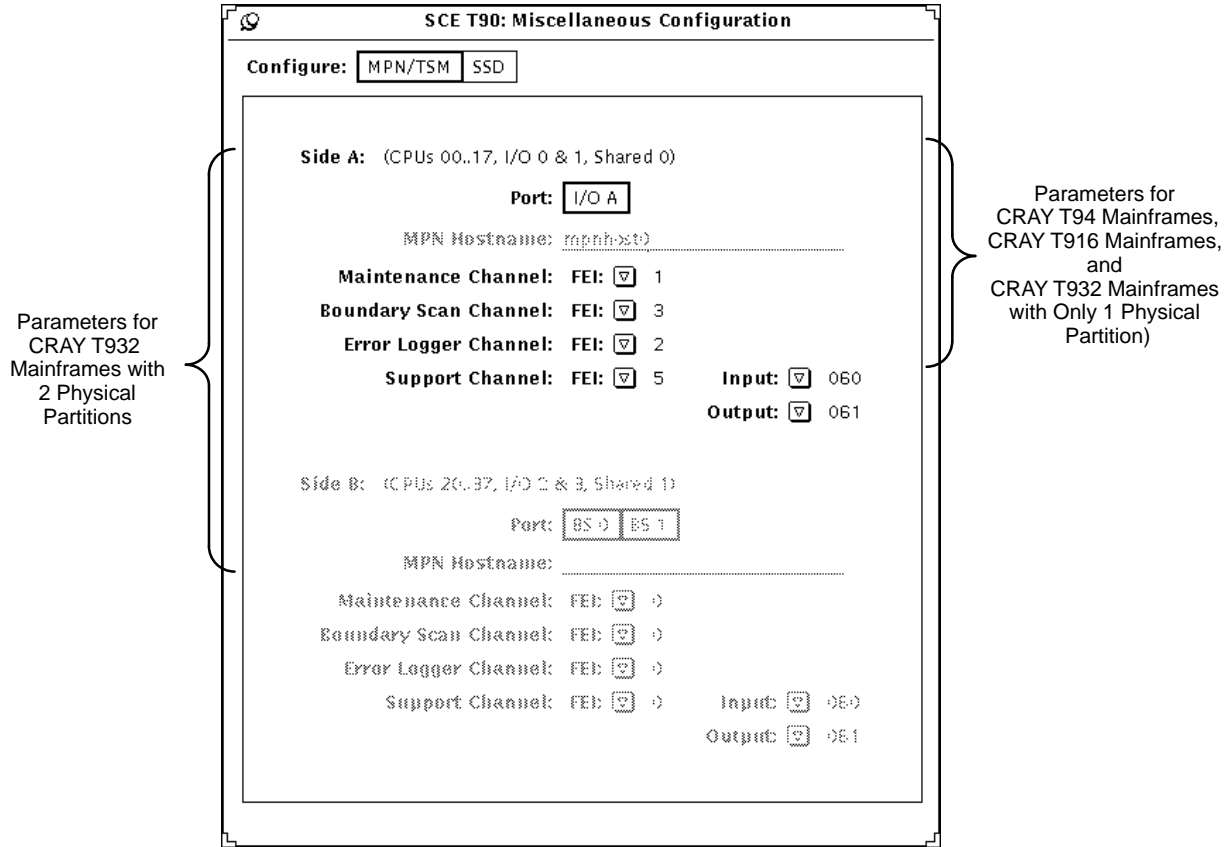 SCE T90: Miscellaneous Configuration
Configure: MPN/TSM SSD
Side A: (CPUs 00..17, I/O 0 & 1, Shared 0)
Port: I/O A
MPN Hostname: mpnhost0
Maintenance Channel: FEI: 1
Boundary Scan Channel: FEI: 3
Error Logger Channel: FEI: 2
Support Channel: FEI: 5 Input: 060
Output: 061
Side B: (CPUs 20..37, I/O 2 & 3, Shared 1)
Port: BS 0 BS 1
MPN Hostname:
Maintenance Channel: FEI: 0
Boundary Scan Channel: FEI: 0
Error Logger Channel: FEI: 0
Support Channel: FEI: 0 Input: 060
Output: 061
Parameters for
CRAY T932
Mainframes with
2 Physical
Partitions
Parameters for
CRAY T94 Mainframes,
CRAY T916 Mainframes,
and
CRAY T932 Mainframes
with Only 1 Physical
Partition)